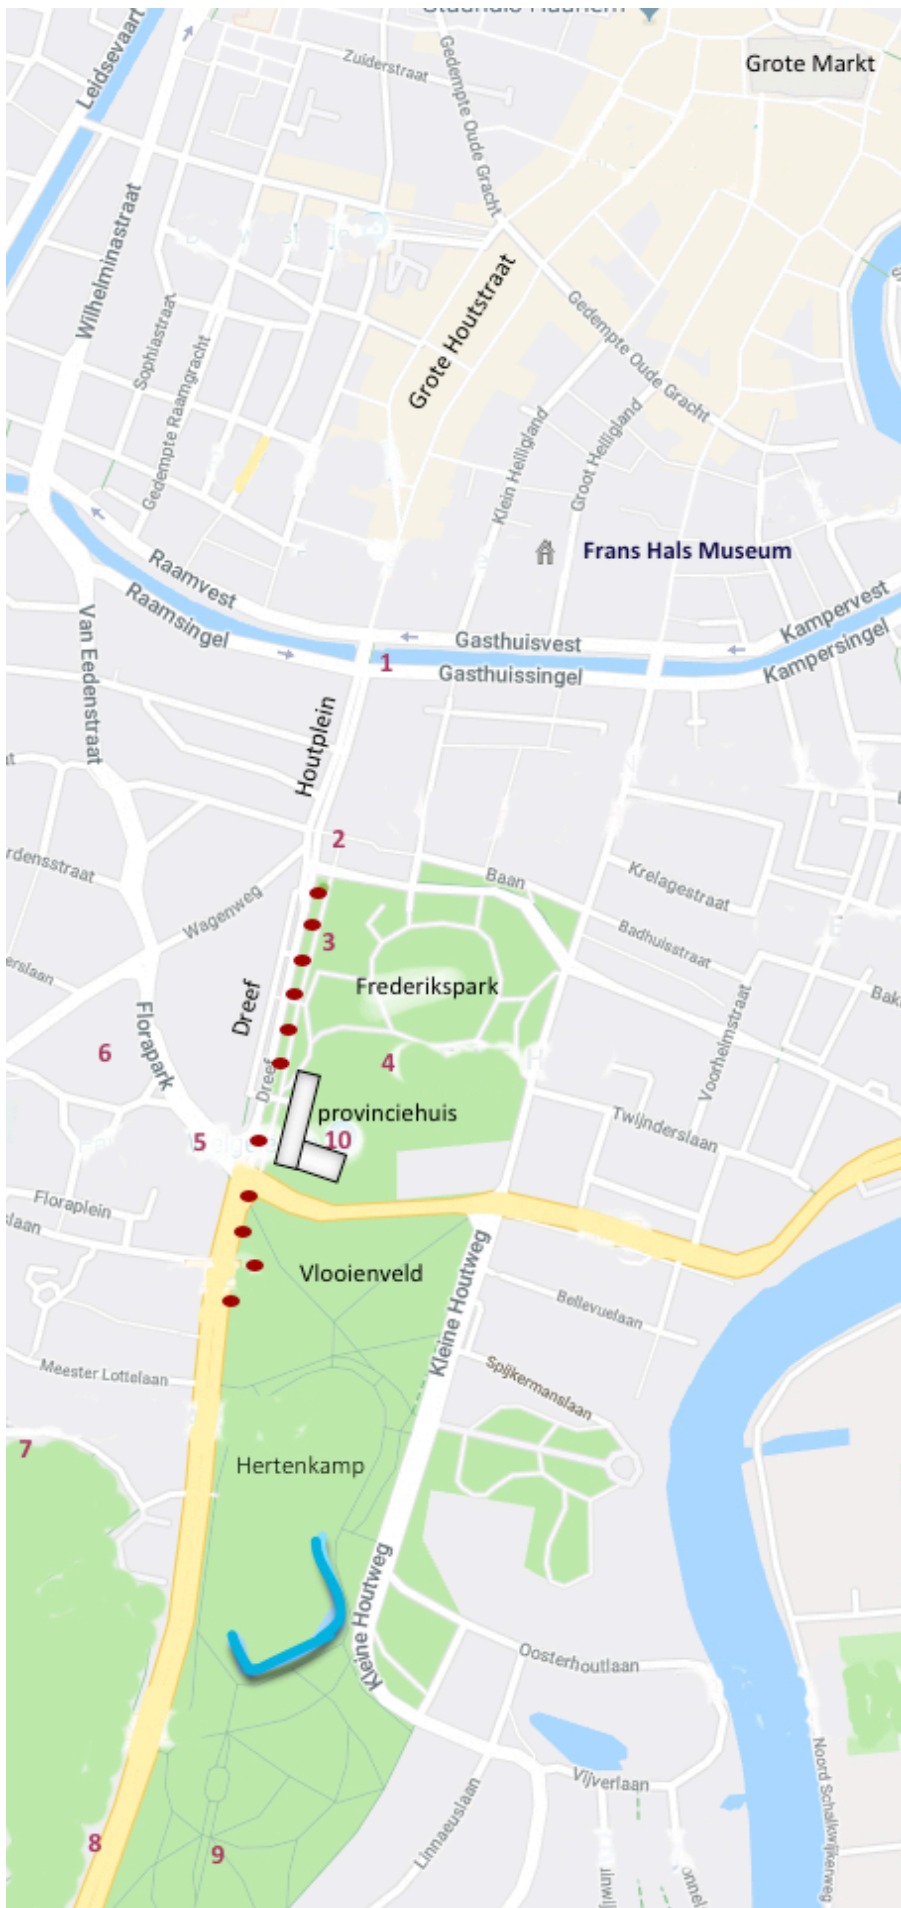 Grote Markt
Leidsevaart
Zuiderstraat
Gedempte Oude Gracht
Wilhelminastraat
Grote Houtstraat
Sophiastraat
Gedempte Raamgracht
Gedempte Oude Gracht
Klein Heiligland
Groot Heiligland
Frans Hals Museum
Raamvest
Raamsingel
Gasthuisvest
Gasthuissingel
Kampervest
Kampersingel
1
Van Eedenstraat
Houtplein
2
Baan
Krelagestraat
Wagenweg
Badhuisstraat
3
Frederikspark
Dreef
Voorhelmstraat
Florapark
6
4
Dreef
provinciehuis
Twijnderslaan
5
10
Floraplein
Vlooienveld
Kleine Houtweg
Bellevuelaan
Meester Lottelaan
Spijkermanslaan
7
Hertenkamp
Kleine Houtweg
Oosterhoutlaan
Noord Schalkwijkerweg
Vijverlaan
Linnaeuslaan
8
9